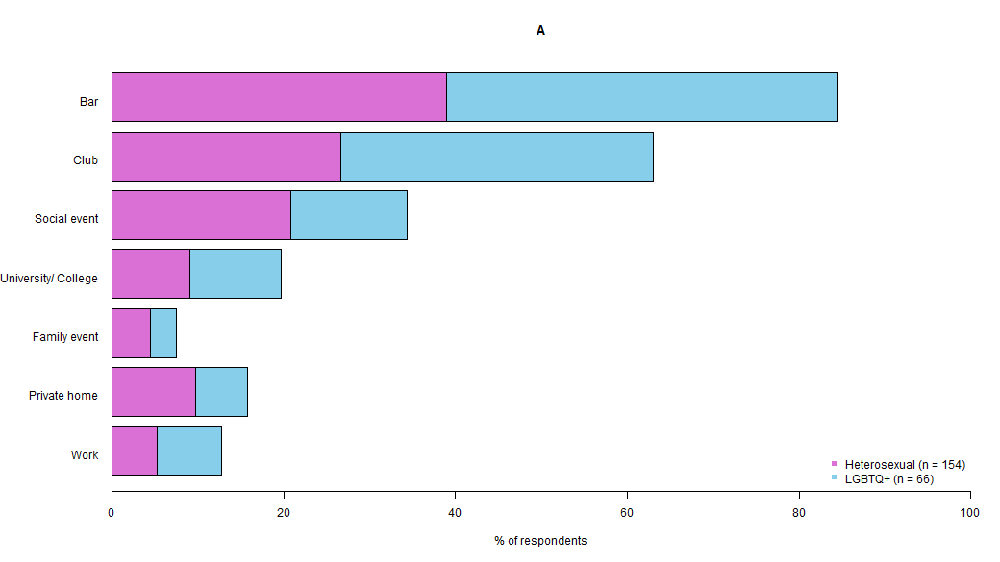 A
Bar
Club
Social event
University/ College
Family event
Private home
Work
Heterosexual (n = 154)
LGBTQ+ (n = 66)
0 20 40 60 80 100
% of respondents